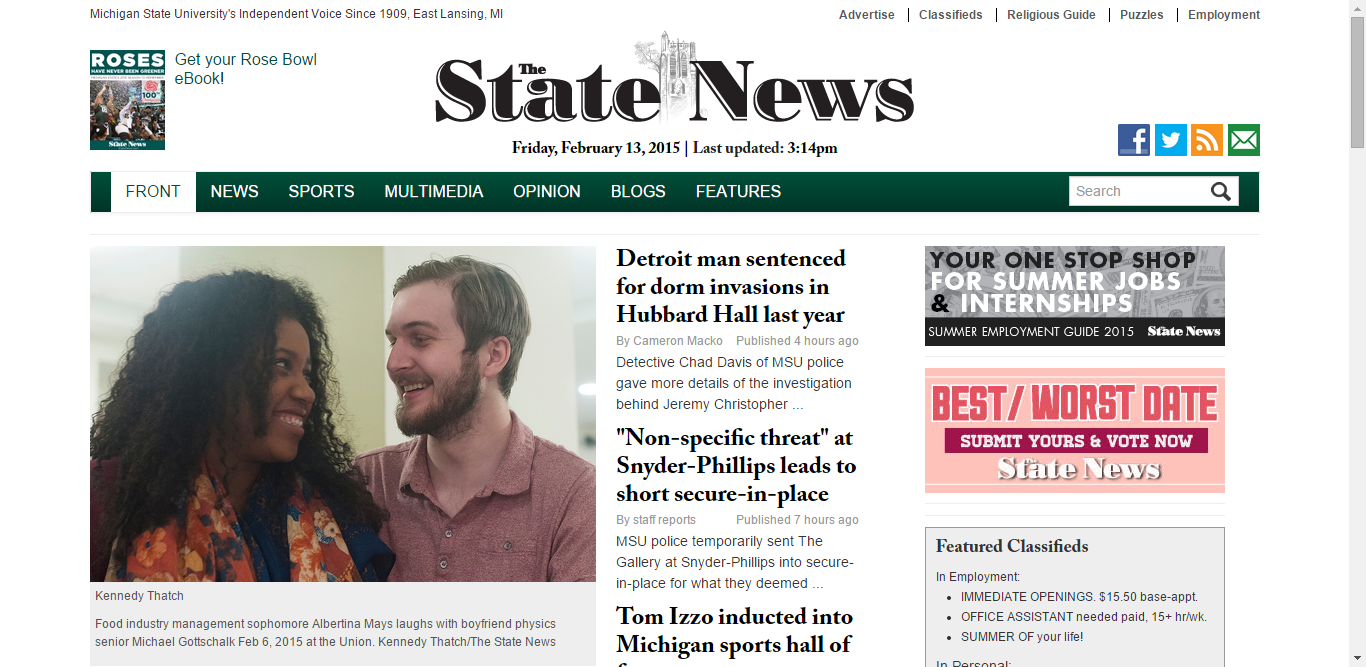 Michigan State University's Independent Voice Since 1909, East Lansing, MI
Advertise
Classifieds
Religious Guide
Puzzles
Employment
ROSES
HAVE NEVER BEEN GREENER
100
State News
Get your Rose Bowl
eBook!
The State News
Friday, February 13, 2015 | Last updated: 3:14pm
FRONT
NEWS
SPORTS
MULTIMEDIA
OPINION
BLOGS
FEATURES
Search
Kennedy Thatch
Food industry management sophomore Albertina Mays laughs with boyfriend physics
senior Michael Gottschalk Feb 6, 2015 at the Union. Kennedy Thatch/The State News
Detroit man sentenced
for dorm invasions in
Hubbard Hall last year
By Cameron Macko Published 4 hours ago
Detective Chad Davis of MSU police
gave more details of the investigation
behind Jeremy Christopher ...
"Non-specific threat" at
Snyder-Phillips leads to
short secure-in-place
By staff reports Published 7 hours ago
MSU police temporarily sent The
Gallery at Snyder-Phillips into secure-
in-place for what they deemed ...
Tom Izzo inducted into
Michigan sports hall of
YOUR ONE STOP SHOP
FOR SUMMER JOBS
& INTERNSHIPS
SUMMER EMPLOYMENT GUIDE 2015 State News
BEST/WORST DATE
SUBMIT YOURS & VOTE NOW
The State News
Featured Classifieds
In Employment:
IMMEDIATE OPENINGS. $15.50 base-appt.
OFFICE ASSISTANT needed paid, 15+ hr/wk.
SUMMER OF your life!
In Personal: